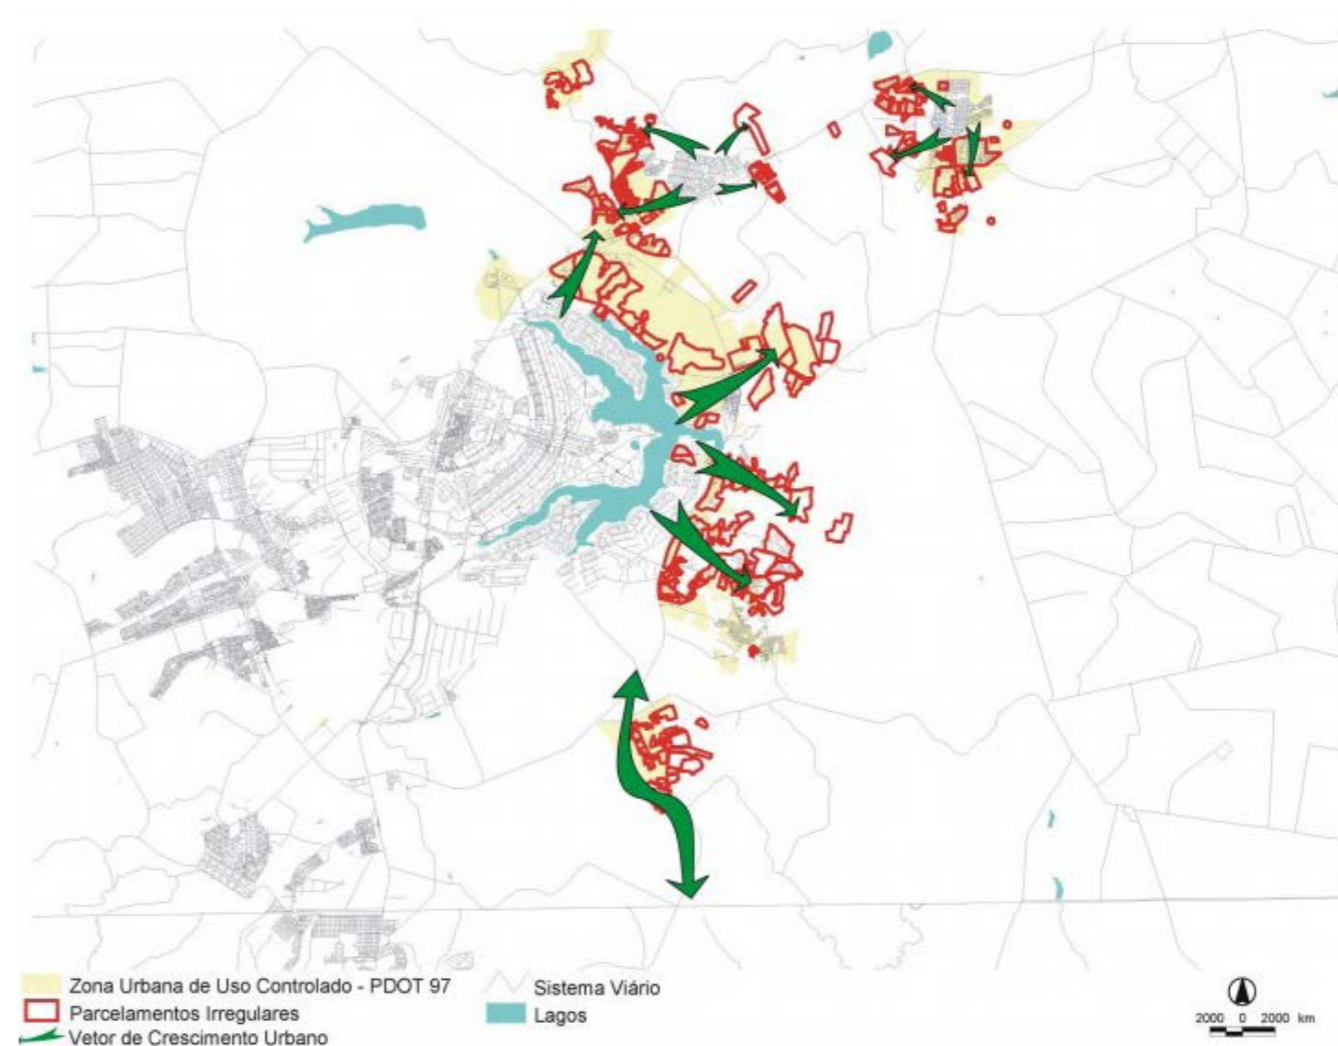 Zona Urbana de Uso Controlado - PDOT 97
Parcelamentos Irregulares
Vetor de Crescimento Urbano
Sistema Viário
Lagos
2000 0 2000 km